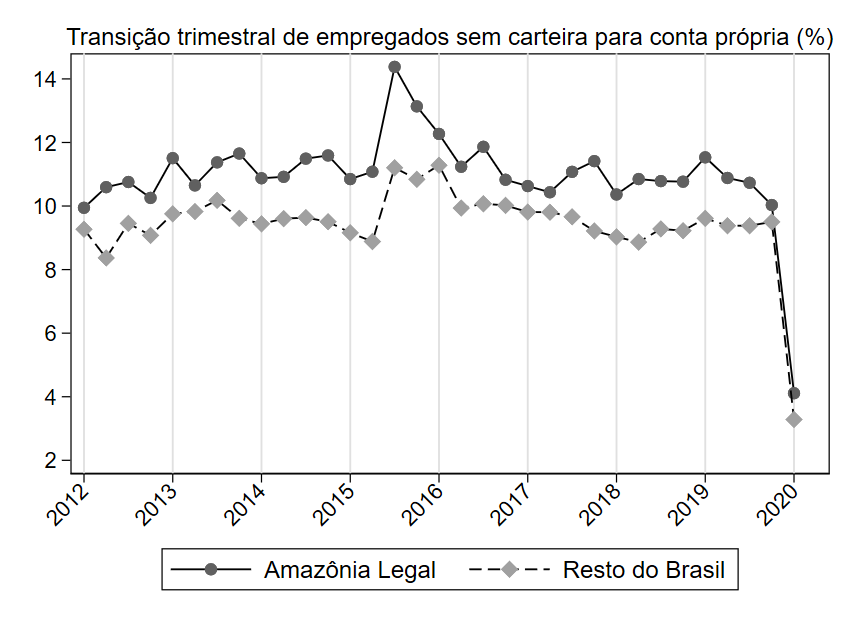 Transição trimestral de empregados sem carteira para conta própria (%)
14
12
10
8
6
4
2
2012 2013 2014 2015 2016 2017 2018 2019 2020
Amazônia Legal Resto do Brasil